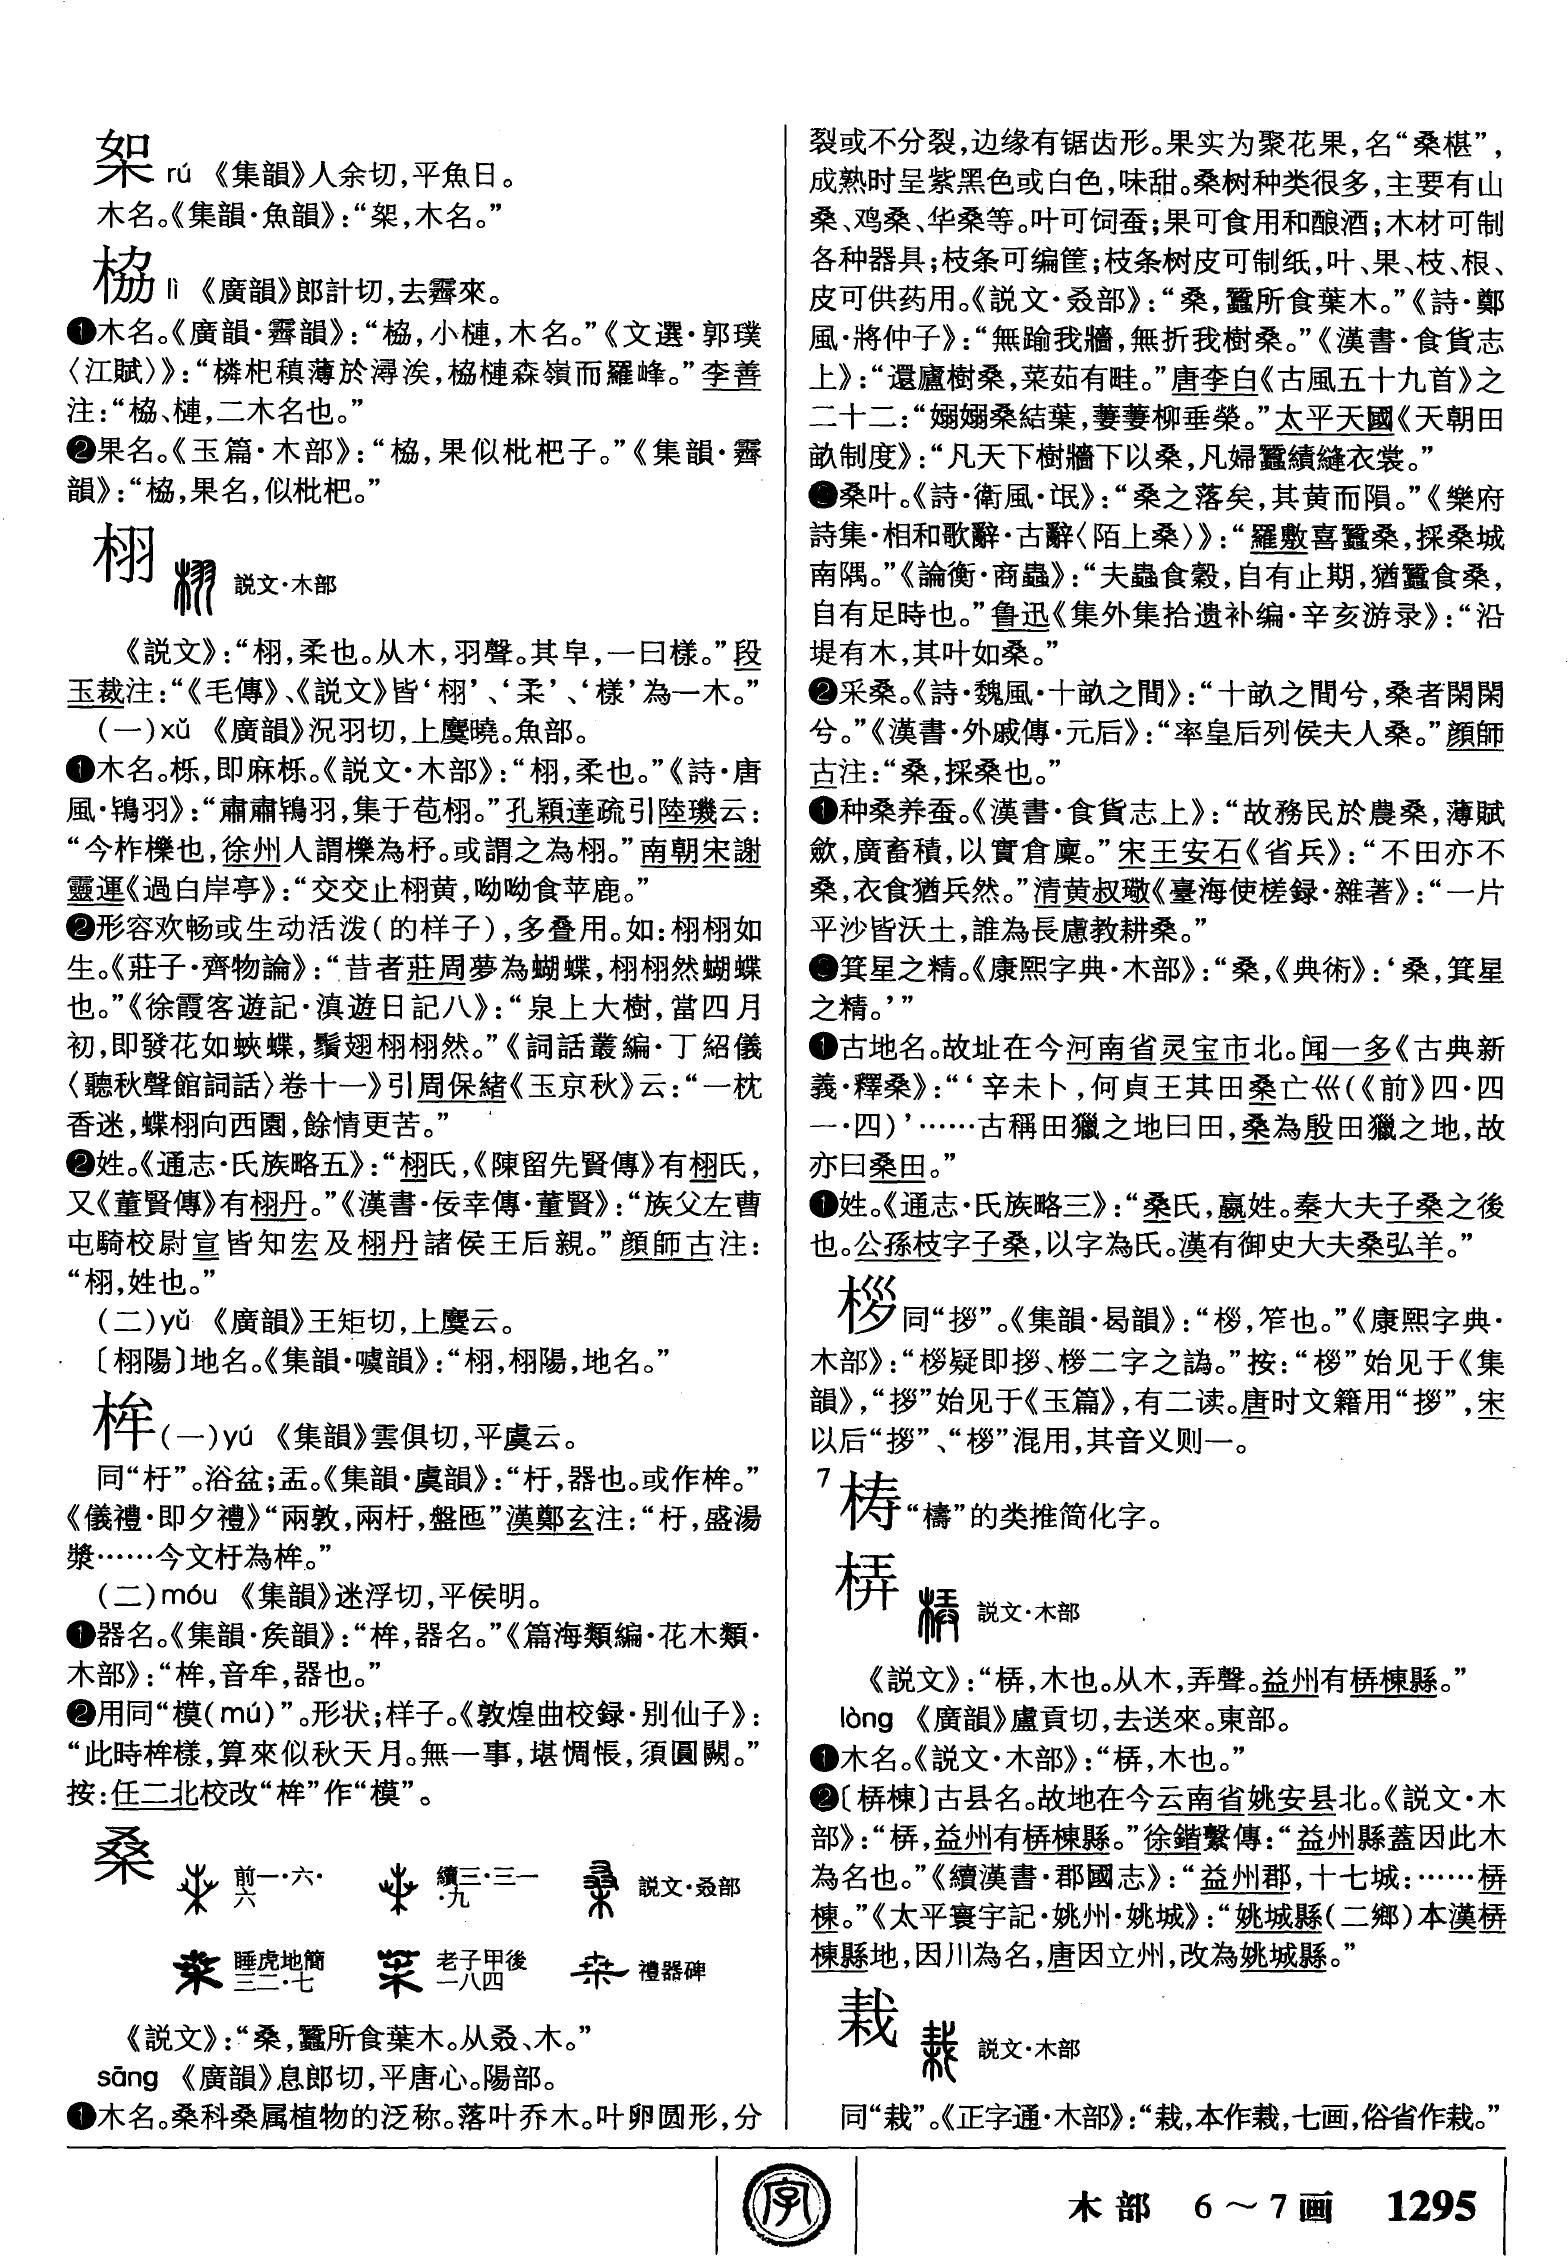 桇 rú 《集韻》人余切,平魚日。
木名。《集韻·魚韻》:“桇,木名。”
栛 lì 《廣韻》郎計切,去霽來。
❶木名。《廣韻·霽韻》:“栛,小槤,木名。”《文選·郭璞
〈江賦〉》:“橉杞稹薄於潯涘,栛槤森嶺而羅峰。”李善
注:“栛、槤,二木名也。”
❷果名。《玉篇·木部》:“栛,果似枇杷子。”《集韻·霽
韻》:“栛,果名,似枇杷。”
栩 説文·木部
《説文》:“栩,柔也。从木,羽聲。其皁,一曰樣。”段
玉裁注:“《毛傳》、《説文》皆‘栩’、‘柔’、‘樣’為一木。”
(一)xǔ 《廣韻》況羽切,上麌曉。魚部。
❶木名。栎,即麻栎。《説文·木部》:“栩,柔也。”《詩·唐
風·鴇羽》:“肅肅鴇羽,集于苞栩。”孔穎達疏引陸璣云:
“今柞櫟也,徐州人謂櫟為杼。或謂之為栩。”南朝宋謝
靈運《過白岸亭》:“交交止栩黄,呦呦食苹鹿。”
❷形容欢畅或生动活泼(的样子),多叠用。如:栩栩如
生。《莊子·齊物論》:“昔者莊周夢為蝴蝶,栩栩然蝴蝶
也。”《徐霞客遊記·滇遊日記八》:“泉上大樹,當四月
初,即發花如蛺蝶,鬚翅栩栩然。”《詞話叢編·丁紹儀
〈聽秋聲館詞話〉卷十一》引周保緒《玉京秋》云:“一枕
香迷,蝶栩向西園,餘情更苦。”
❷姓。《通志·氏族略五》:“栩氏,《陳留先賢傳》有栩氏,
又《董賢傳》有栩丹。”《漢書·佞幸傳·董賢》:“族父左曹
屯騎校尉宣皆知宏及栩丹諸侯王后親。”顔師古注:
“栩,姓也。”
(二)yǔ 《廣韻》王矩切,上麌云。
〔栩陽〕地名。《集韻·噳韻》:“栩,栩陽,地名。”
桙(一)yú 《集韻》雲俱切,平虞云。
同“杅”。浴盆;盂。《集韻·虞韻》:“杅,器也。或作桙。”
《儀禮·即夕禮》“兩敦,兩杅,盤匜”漢鄭玄注:“杅,盛湯
漿……今文杅為桙。”
(二)móu 《集韻》迷浮切,平侯明。
❶器名。《集韻·矦韻》:“桙,器名。”《篇海類編·花木類·
木部》:“桙,音牟,器也。”
❷用同“模(mú)”。形状;样子。《敦煌曲校録·别仙子》:
“此時桙樣,算來似秋天月。無一事,堪惆悵,須圓闕。”
按:任二北校改“桙”作“模”。
桑 前一·六·六 續三·三一·九 説文·叒部
睡虎地簡三二·七 老子甲後一八四 禮器碑
《説文》:“桑,蠶所食葉木。从叒、木。”
sāng 《廣韻》息郎切,平唐心。陽部。
❶木名。桑科桑属植物的泛称。落叶乔木。叶卵圆形,分
裂或不分裂,边缘有锯齿形。果实为聚花果,名“桑椹”,
成熟时呈紫黑色或白色,味甜。桑树种类很多,主要有山
桑、鸡桑、华桑等。叶可饲蚕;果可食用和酿酒;木材可制
各种器具;枝条可编筐;枝条树皮可制纸,叶、果、枝、根、
皮可供药用。《説文·叒部》:“桑,蠶所食葉木。”《詩·鄭
風·將仲子》:“無踰我牆,無折我樹桑。”《漢書·食貨志
上》:“還廬樹桑,菜茹有畦。”唐李白《古風五十九首》之
二十二:“嫋嫋桑結葉,萋萋柳垂榮。”太平天國《天朝田
畝制度》:“凡天下樹牆下以桑,凡婦蠶績縫衣裳。”
❸桑叶。《詩·衛風·氓》:“桑之落矣,其黄而隕。”《樂府
詩集·相和歌辭·古辭〈陌上桑〉》:“羅敷喜蠶桑,採桑城
南隅。”《論衡·商蟲》:“夫蟲食穀,自有止期,猶蠶食桑,
自有足時也。”鲁迅《集外集拾遗补编·辛亥游录》:“沿
堤有木,其叶如桑。”
❷采桑。《詩·魏風·十畝之間》:“十畝之間兮,桑者閑閑
兮。”《漢書·外戚傳·元后》:“率皇后列侯夫人桑。”顔師
古注:“桑,採桑也。”
❶种桑养蚕。《漢書·食貨志上》:“故務民於農桑,薄賦
斂,廣畜積,以實倉廩。”宋王安石《省兵》:“不田亦不
桑,衣食猶兵然。”清黄叔璥《臺海使槎録·雜著》:“一片
平沙皆沃土,誰為長慮教耕桑。”
❸箕星之精。《康熙字典·木部》:“桑,《典術》:‘桑,箕星
之精。’”
❶古地名。故址在今河南省灵宝市北。闻一多《古典新
義·釋桑》:“‘辛未卜,何貞王其田桑亡巛(《前》四·四
一·四)’……古稱田獵之地曰田,桑為殷田獵之地,故
亦曰桑田。”
❶姓。《通志·氏族略三》:“桑氏,嬴姓。秦大夫子桑之後
也。公孫枝字子桑,以字為氏。漢有御史大夫桑弘羊。”
桚同“拶”。《集韻·曷韻》:“桚,笮也。”《康熙字典·
木部》:“桚疑即拶、桚二字之譌。”按:“桚”始见于《集
韻》,“拶”始见于《玉篇》,有二读。唐时文籍用“拶”,宋
以后“拶”、“桚”混用,其音义则一。
7 梼“檮”的类推简化字。
梇 説文·木部
《説文》:“梇,木也。从木,弄聲。益州有梇棟縣。”
lòng 《廣韻》盧貢切,去送來。東部。
❶木名。《説文·木部》:“梇,木也。”
❷〔梇棟〕古县名。故地在今云南省姚安县北。《説文·木
部》:“梇,益州有梇棟縣。”徐鍇繫傳:“益州縣蓋因此木
為名也。”《續漢書·郡國志》:“益州郡,十七城:……梇
棟。”《太平寰宇記·姚州·姚城》:“姚城縣(二鄉)本漢梇
棟縣地,因川為名,唐因立州,改為姚城縣。”
栽 説文·木部
同“栽”。《正字通·木部》:“栽,本作栽,七画,俗省作栽。”
字
木部 6～7画 1295